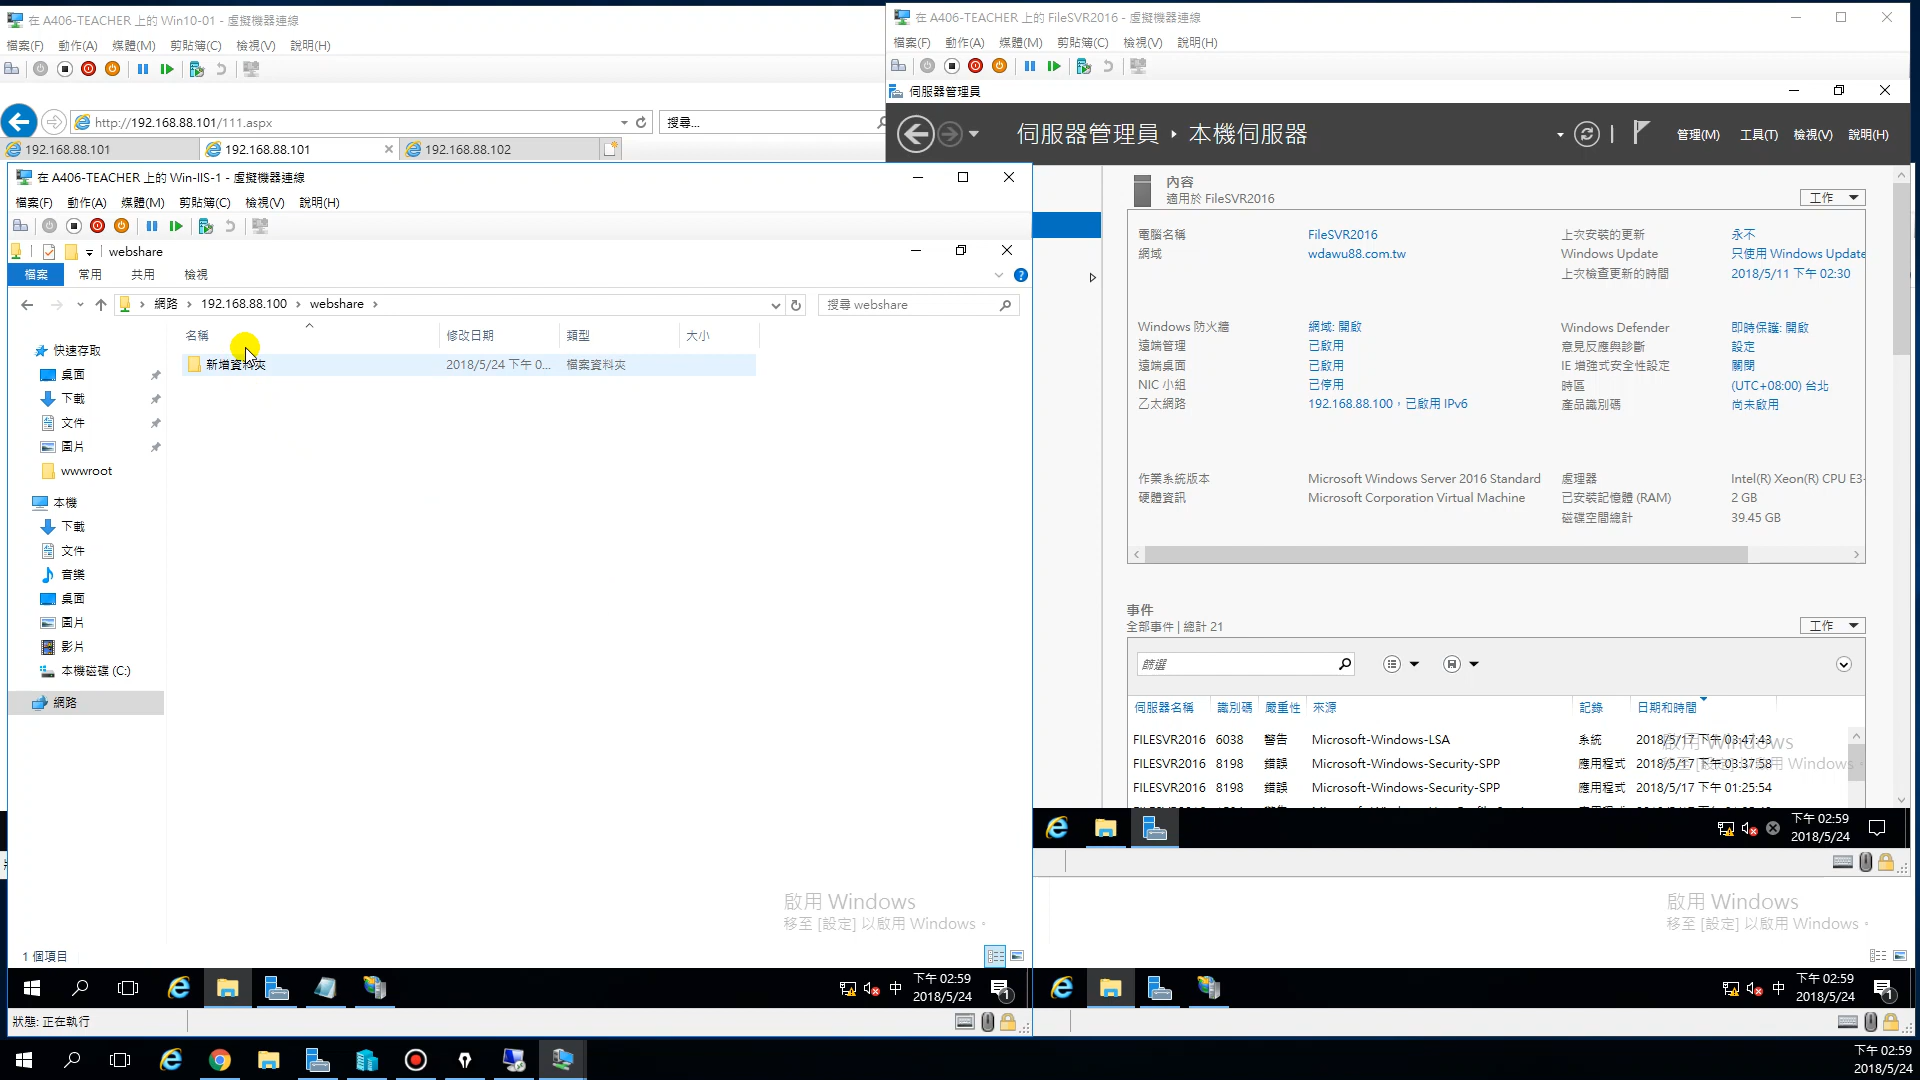 在 A406-TEACHER 上的 Win10-01 - 虛擬機器連線
檔案(F) 動作(A) 媒體(M) 剪貼簿(C) 檢視(V) 說明(H)
http://192.168.88.101/111.aspx
搜尋...
192.168.88.101
192.168.88.101
192.168.88.102
在 A406-TEACHER 上的 FileSVR2016 - 虛擬機器連線
檔案(F) 動作(A) 媒體(M) 剪貼簿(C) 檢視(V) 說明(H)
伺服器管理員
伺服器管理員 ‣ 本機伺服器
管理(M) 工具(T) 檢視(V) 說明(H)
內容
適用於 FileSVR2016
工作
電腦名稱 FileSVR2016
網域 wdawu88.com.tw
上次安裝的更新 永不
Windows Update 只使用 Windows Update
上次檢查更新的時間 2018/5/11 下午 02:30
Windows 防火牆 網域: 開啟
遠端管理 已啟用
遠端桌面 已啟用
NIC 小組 已停用
乙太網路 192.168.88.100，已啟用 IPv6
Windows Defender 即時保護: 開啟
意見反應與診斷 設定
IE 增強式安全性設定 關閉
時區 (UTC+08:00) 台北
產品識別碼 尚未啟用
作業系統版本 Microsoft Windows Server 2016 Standard
硬體資訊 Microsoft Corporation Virtual Machine
處理器 Intel(R) Xeon(R) CPU E3-
已安裝記憶體 (RAM) 2 GB
磁碟空間總計 39.45 GB
事件
全部事件 | 總計 21
工作
篩選
伺服器名稱 識別碼 嚴重性 來源 記錄 日期和時間
FILESVR2016 6038 警告 Microsoft-Windows-LSA 系統 2018/5/17 下午 03:47:43
FILESVR2016 8198 錯誤 Microsoft-Windows-Security-SPP 應用程式 2018/5/17 下午 03:37:58
FILESVR2016 8198 錯誤 Microsoft-Windows-Security-SPP 應用程式 2018/5/17 下午 01:25:54
啟用 Windows
下午 02:59
2018/5/24
在 A406-TEACHER 上的 Win-IIS-1 - 虛擬機器連線
檔案(F) 動作(A) 媒體(M) 剪貼簿(C) 檢視(V) 說明(H)
webshare
檔案 常用 共用 檢視
網路 › 192.168.88.100 › webshare ›
搜尋 webshare
名稱 修改日期 類型 大小
新增資料夾 2018/5/24 下午 0... 檔案資料夾
快速存取
桌面
下載
文件
圖片
wwwroot
本機
下載
文件
音樂
桌面
圖片
影片
本機磁碟 (C:)
網路
啟用 Windows
移至 [設定] 以啟用 Windows。
1 個項目
中
下午 02:59
2018/5/24
1
狀態: 正在執行
啟用 Windows
移至 [設定] 以啟用 Windows。
中
下午 02:59
2018/5/24
1
下午 02:59
2018/5/24